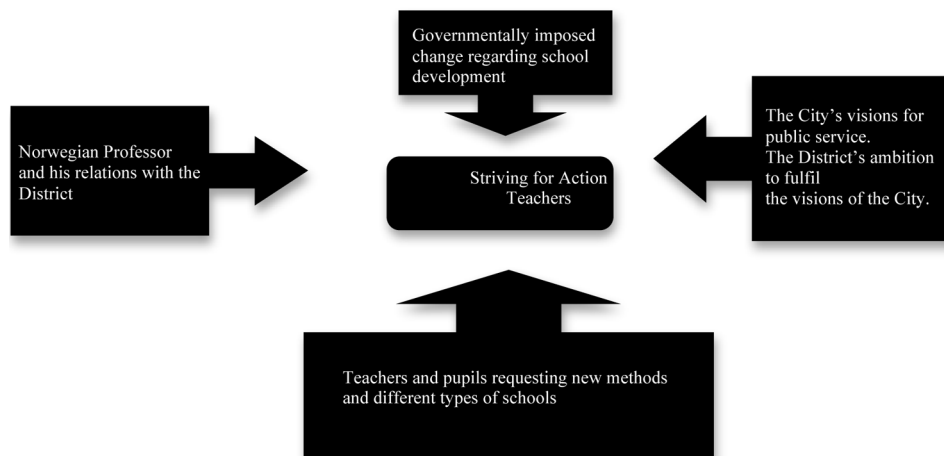 Governmentally imposed
change regarding school
development
Norwegian Professor
and his relations with the
District
Striving for Action
Teachers
The City’s visions for
public service.
The District’s ambition
to fulfil
the visions of the City.
Teachers and pupils requesting new methods
and different types of schools